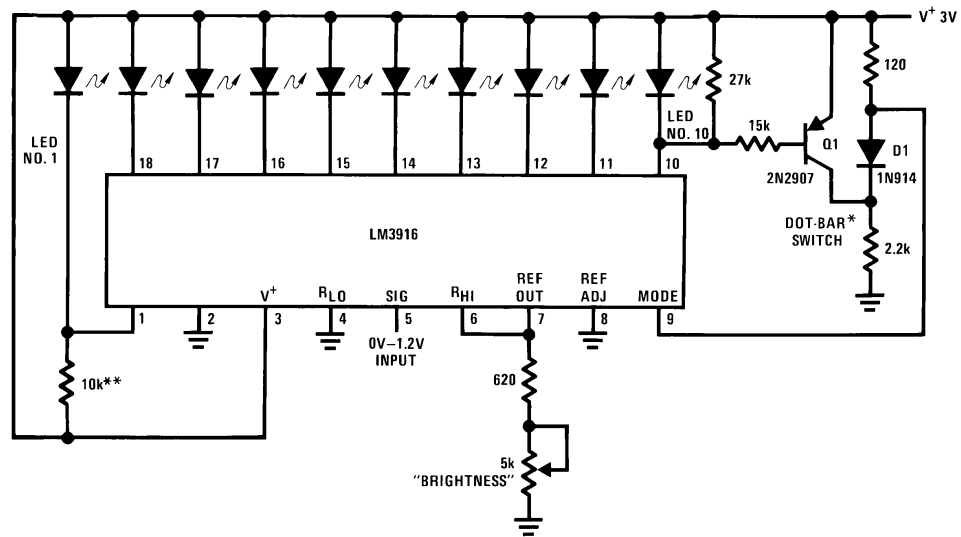 V+ 3V
120
27k
LED
NO. 1
LED
NO. 10
15k
Q1
D1
2N2907
1N914
18
17
16
15
14
13
12
11
10
DOT-BAR*
SWITCH
2.2k
LM3916
V+
RLO
SIG
RHI
REF
OUT
REF
ADJ
MODE
1
2
3
4
5
6
7
8
9
0V–1.2V
INPUT
10k**
620
5k
"BRIGHTNESS"